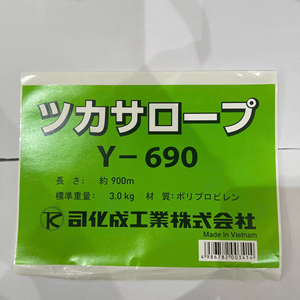 ツカサロープ
Y-690
長 さ: 約900m
標準重量: 3.0kg 材 質:ポリプロピレン
司化成工業株式会社
Made In Vietnam
4986782003414